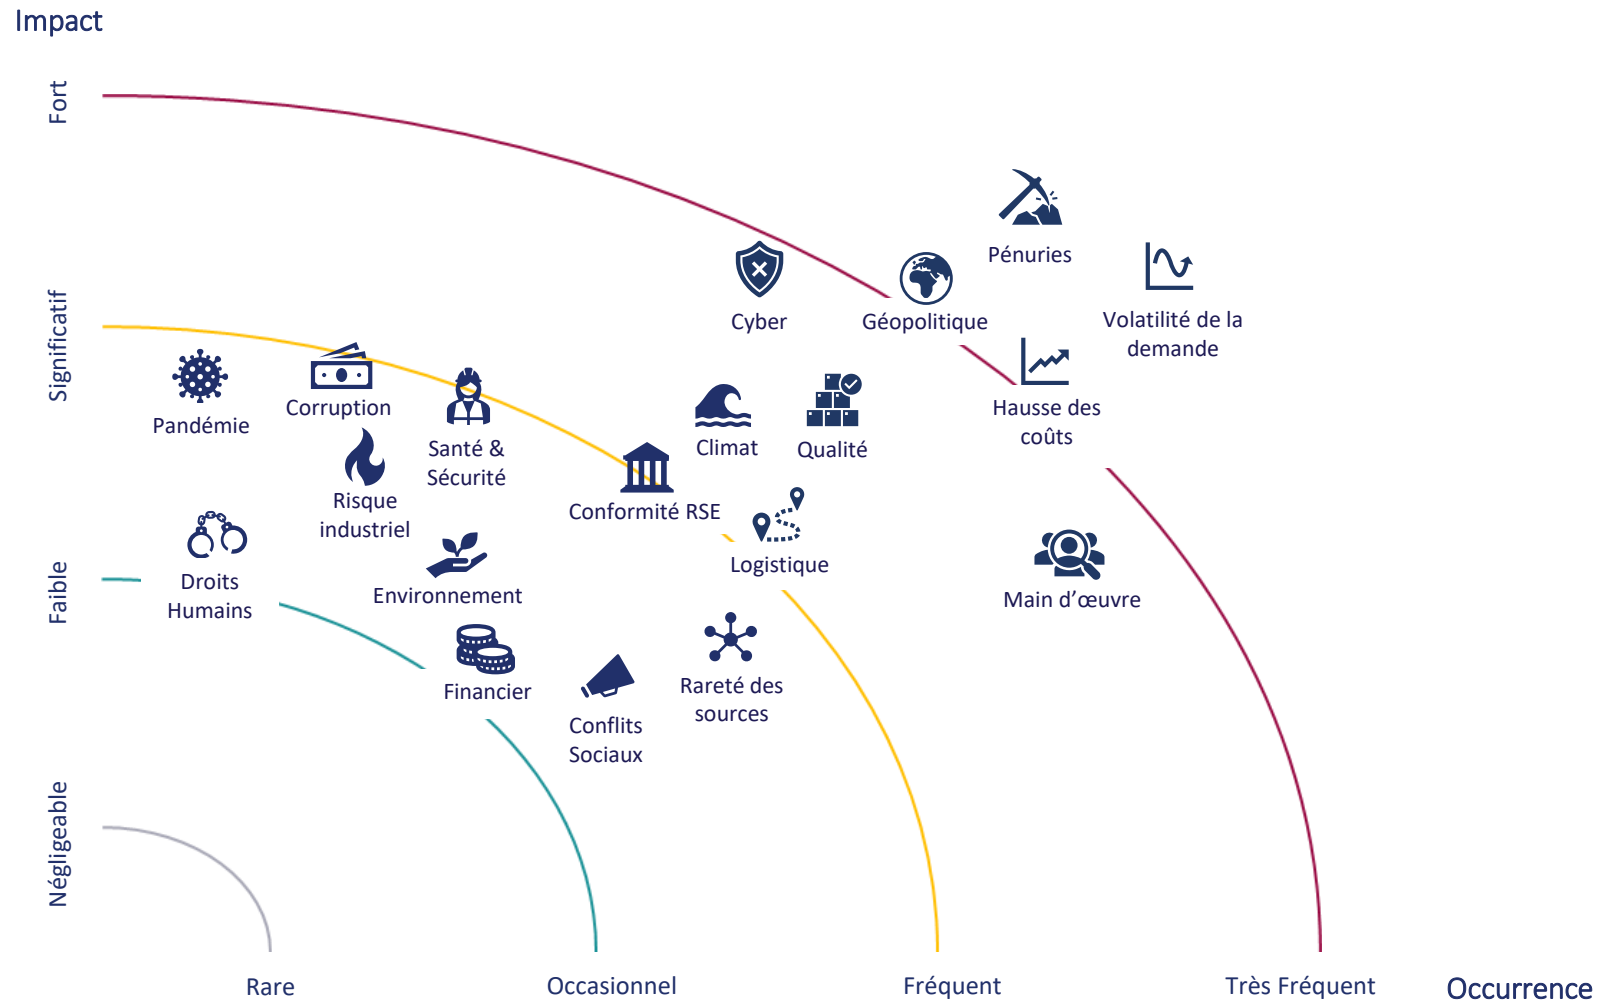 Impact
Fort
Significatif
Faible
Négligeable
Pénuries
Cyber
Géopolitique
Volatilité de la
demande
Hausse des
coûts
Pandémie
Corruption
Santé &
Sécurité
Climat
Qualité
Risque
industriel
Conformité RSE
Logistique
Droits
Humains
Environnement
Main d’œuvre
Financier
Conflits
Sociaux
Rareté des
sources
Rare
Occasionnel
Fréquent
Très Fréquent
Occurrence